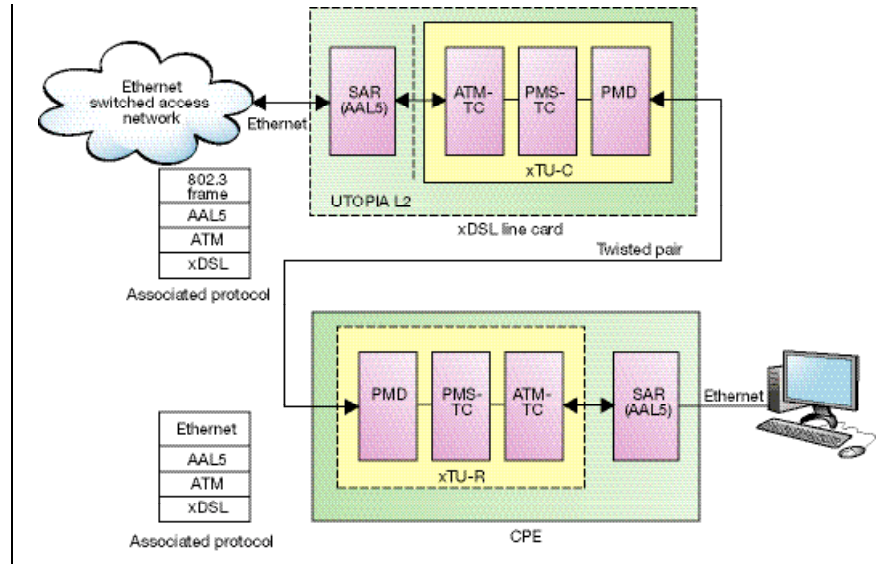 Ethernet
switched access
network
Ethernet
SAR
(AAL5)
ATM-
TC
PMS-
TC
PMD
xTU-C
UTOPIA L2
xDSL line card
802.3
frame
AAL5
ATM
xDSL
Associated protocol
Twisted pair
PMD
PMS-
TC
ATM-
TC
SAR
(AAL5)
Ethernet
xTU-R
CPE
Ethernet
AAL5
ATM
xDSL
Associated protocol